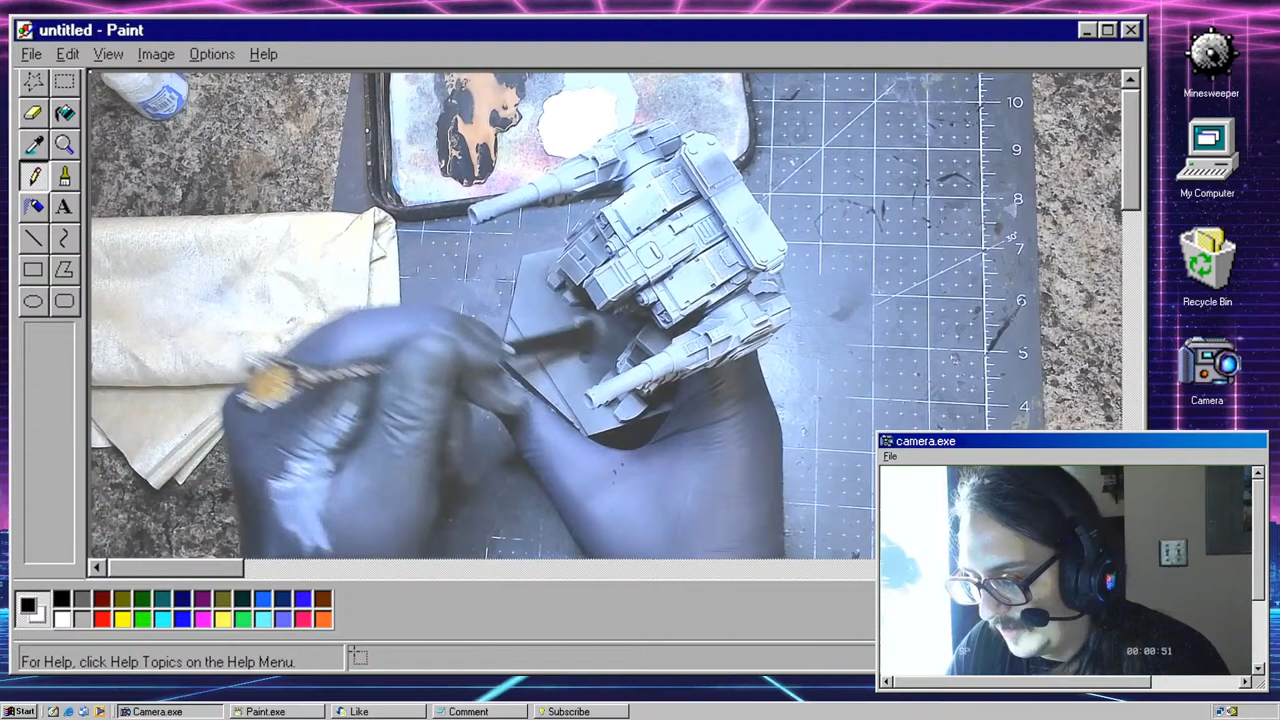 untitled - Paint
File Edit View Image Options Help
Minesweeper
My Computer
Recycle Bin
Camera
10
9
8
7
6
5
4
30°
camera.exe
File
SP
00:00:51
A
For Help, click Help Topics on the Help Menu.
Start
Camera.exe
Paint.exe
Like
Comment
Subscribe